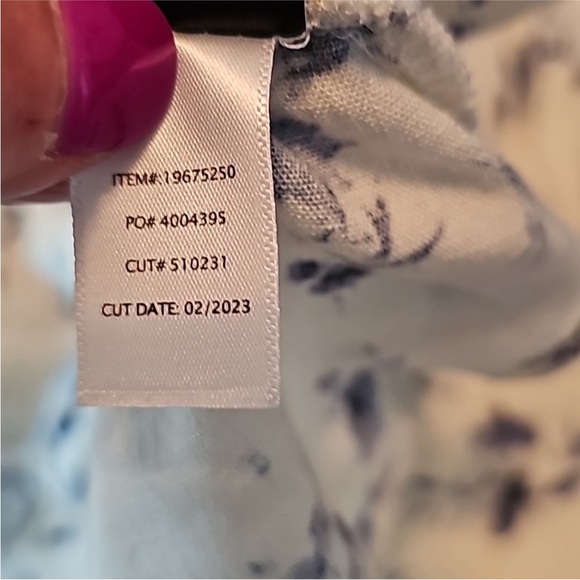 ITEM#: 19675250
PO# 4004395
CUT# 510231
CUT DATE: 02/2023